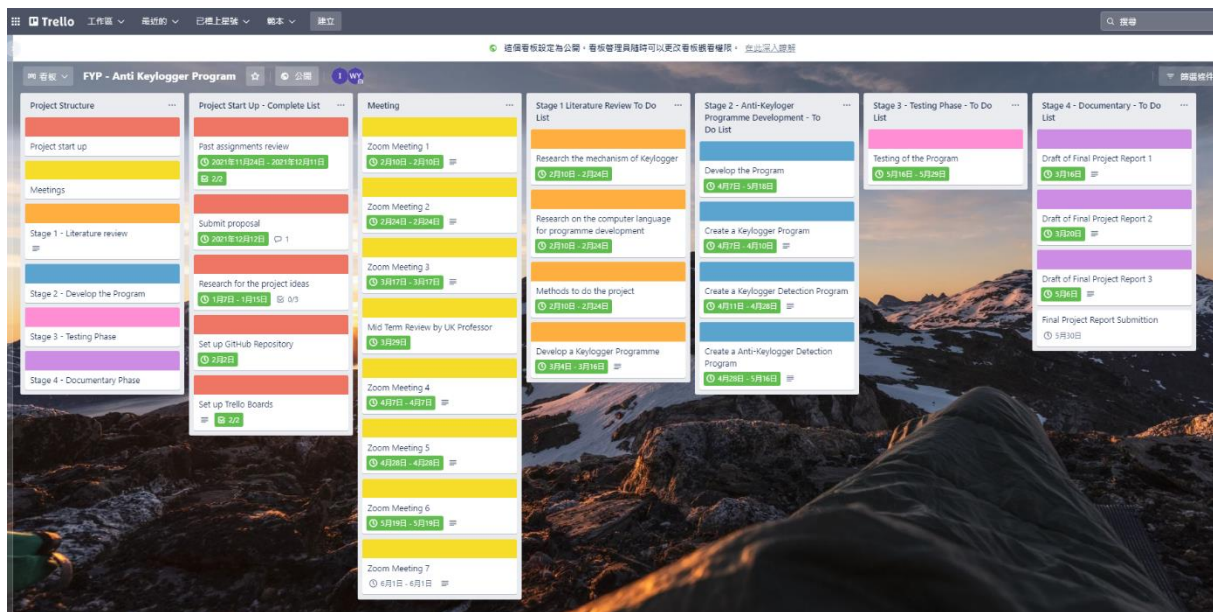 Trello 工作區 最近的 已標上星號 範本 建立 搜尋
這個看板設定為公開。看板管理員隨時可以更改看板觀看權限。 在此深入瞭解
看板 FYP - Anti Keylogger Program 公開 I WY 篩選條件
Project Structure
Project start up
Meetings
Stage 1 - Literature review
Stage 2 - Develop the Program
Stage 3 - Testing Phase
Stage 4 - Documentary Phase
Project Start Up - Complete List
Past assignments review
2021年11月24日 - 2021年12月11日
2/2
Submit proposal
2021年12月12日 1
Research for the project ideas
1月7日 - 1月15日 0/3
Set up GitHub Repository
2月2日
Set up Trello Boards
2/2
Meeting
Zoom Meeting 1
2月10日 - 2月10日
Zoom Meeting 2
2月24日 - 2月24日
Zoom Meeting 3
3月17日 - 3月17日
Mid Term Review by UK Professor
3月29日
Zoom Meeting 4
4月7日 - 4月7日
Zoom Meeting 5
4月28日 - 4月28日
Zoom Meeting 6
5月19日 - 5月19日
Zoom Meeting 7
6月1日 - 6月1日
Stage 1 Literature Review To Do
List
Research the mechanism of Keylogger
2月10日 - 2月24日
Research on the computer language
for programme development
2月10日 - 2月24日
Methods to do the project
2月10日 - 2月24日
Develop a Keylogger Programme
3月4日 - 3月16日
Stage 2 - Anti-Keyloger
Programme Development - To
Do List
Develop the Program
4月7日 - 5月18日
Create a Keylogger Program
4月7日 - 4月10日
Create a Keylogger Detection Program
4月11日 - 4月28日
Create a Anti-Keylogger Detection
Program
4月28日 - 5月16日
Stage 3 - Testing Phase - To Do
List
Testing of the Program
5月16日 - 5月29日
Stage 4 - Documentary - To Do
List
Draft of Final Project Report 1
3月16日
Draft of Final Project Report 2
3月20日
Draft of Final Project Report 3
5月6日
Final Project Report Submittion
5月30日